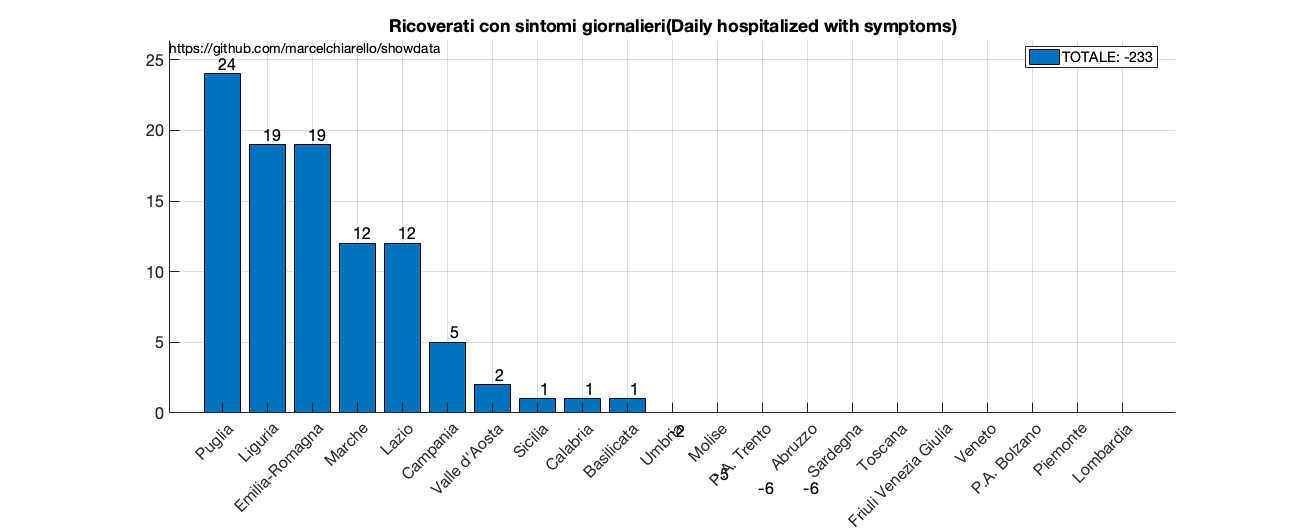 Ricoverati con sintomi giornalieri(Daily hospitalized with symptoms)
https://github.com/marcelchiarello/showdata
TOTALE: -233
25
20
15
10
5
0
24
19
19
12
12
5
2
1
1
1
-2
-5
-6
-6
Puglia
Liguria
Emilia-Romagna
Marche
Lazio
Campania
Valle d'Aosta
Sicilia
Calabria
Basilicata
Umbria
Molise
P.A. Trento
Abruzzo
Sardegna
Toscana
Friuli Venezia Giulia
Veneto
P.A. Bolzano
Piemonte
Lombardia